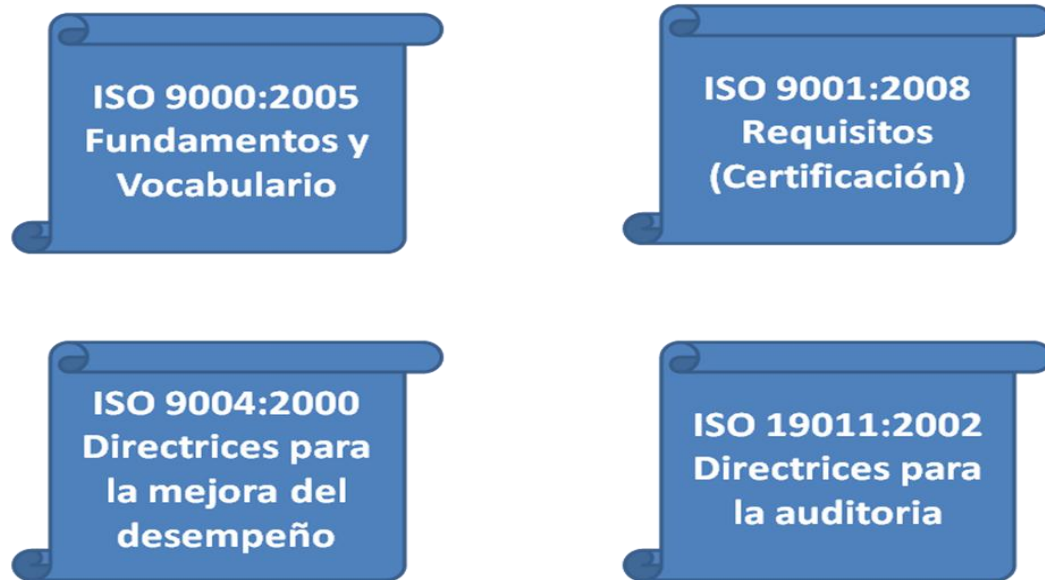 ISO 9000:2005
Fundamentos y
Vocabulario
ISO 9001:2008
Requisitos
(Certificación)
ISO 9004:2000
Directrices para
la mejora del
desempeño
ISO 19011:2002
Directrices para
la auditoria